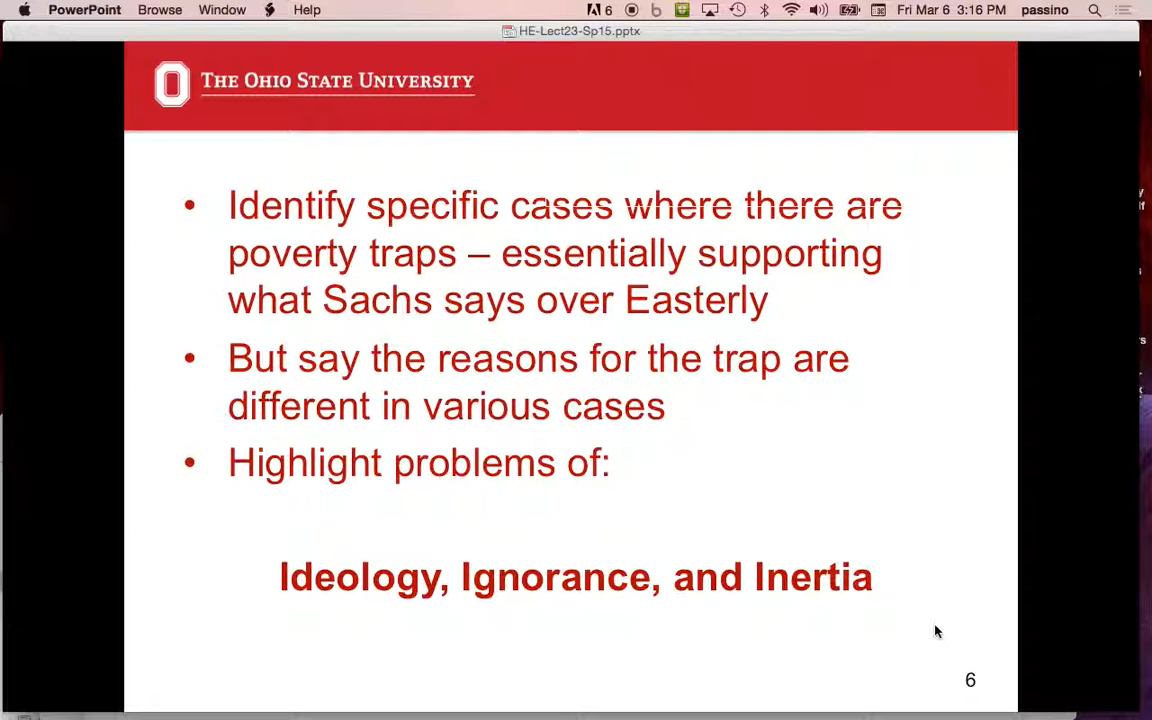 PowerPoint Browse Window Help 6 Fri Mar 6 3:16 PM passino
HE-Lect23-Sp15.pptx
THE OHIO STATE UNIVERSITY
• Identify specific cases where there are
poverty traps – essentially supporting
what Sachs says over Easterly
• But say the reasons for the trap are
different in various cases
• Highlight problems of:
Ideology, Ignorance, and Inertia
6